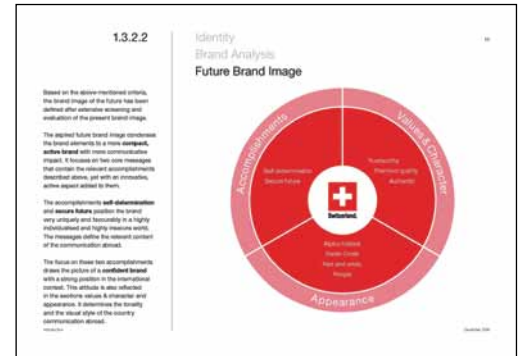 1.3.2.2
Identity
Brand Analysis
Future Brand Image
Based on the above-mentioned criteria,
the brand image of the future has been
defined after extensive screening and
evaluation of the present brand image.
The aspired future brand image condenses
the brand elements to a more compact,
active brand with more communicative
impact. It focuses on two core messages
that contain the relevant accomplishments
described above, yet with an innovative,
active aspect added to them.
The accomplishments self-determination
and secure future position the brand
very uniquely and favourably in a highly
individualised and highly insecure world.
The messages define the relevant content
of the communication abroad.
The focus on these two accomplishments
draws the picture of a confident brand
with a strong position in the international
context. This attitude is also reflected
in the sections values & character and
appearance. It determines the tonality
and the visual style of the country
communication abroad.
Accomplishments
Self-determination
Secure future
Values & Character
Trustworthy
Premium quality
Authentic
Switzerland.
Alpine habitat
Swiss Cross
Red and white
People
Appearance